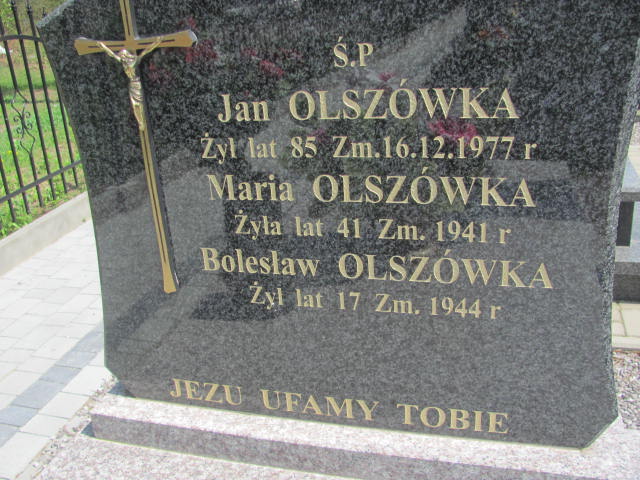 Ś.P
Jan OLSZÓWKA
Żył lat 85 Zm.16.12.1977 r
Maria OLSZÓWKA
Żyła lat 41 Zm. 1941 r
Bolesław OLSZÓWKA
Żył lat 17 Zm. 1944 r
JEZU UFAMY TOBIE